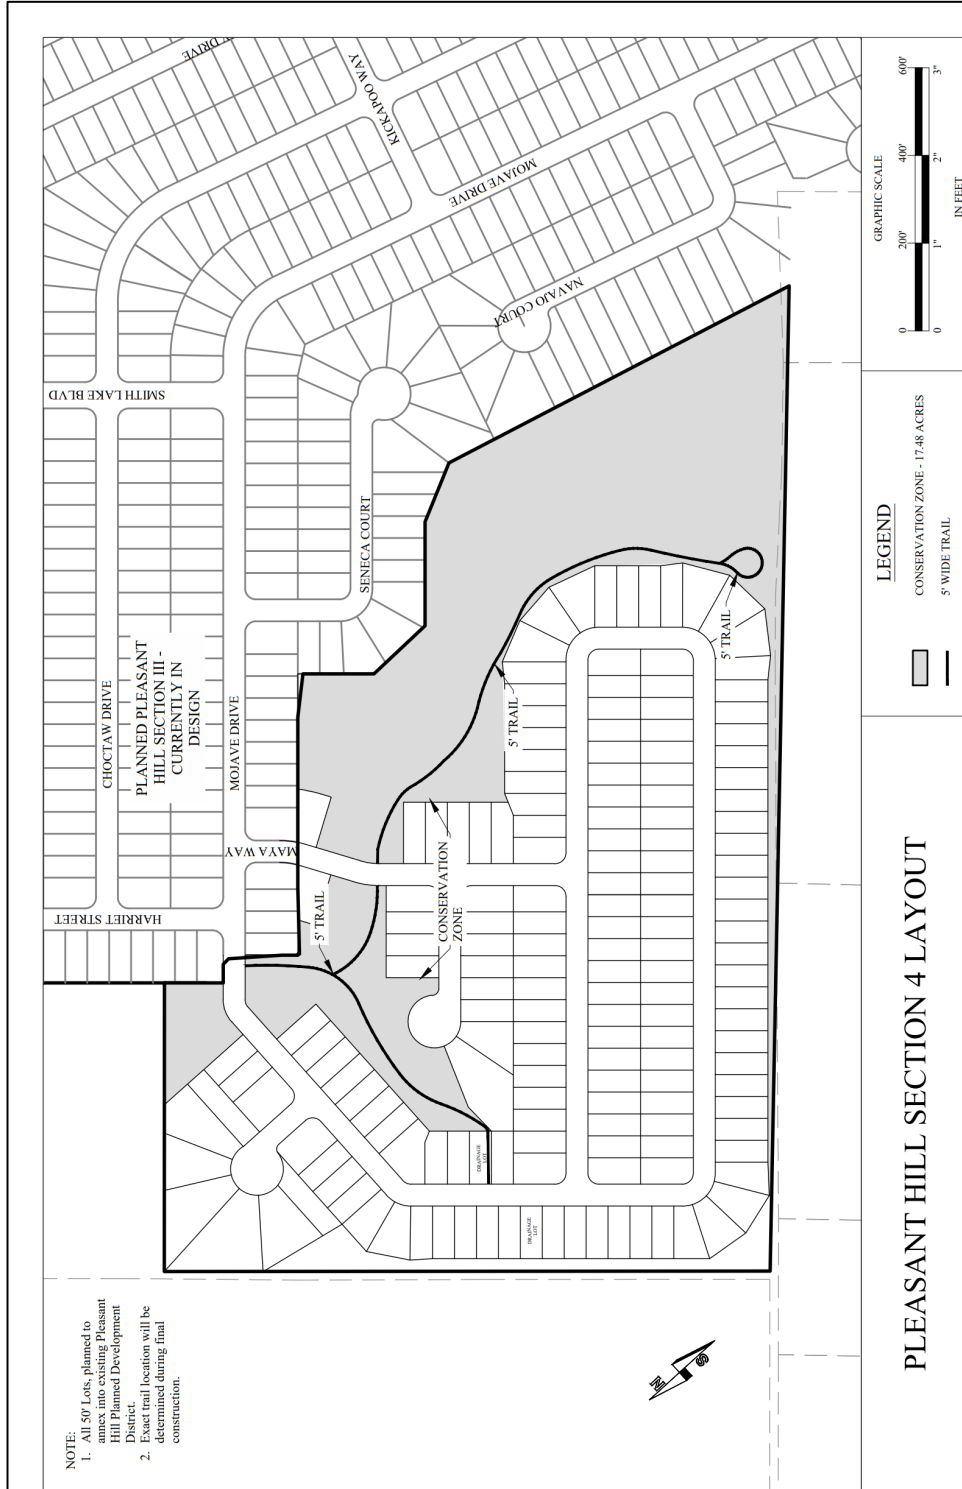 DRIVE
KICKAPOO WAY
MOJAVE DRIVE
NAVAJO COURT
SMITH LAKE BLVD
SENECA COURT
CHOCTAW DRIVE
PLANNED PLEASANT
HILL SECTION III -
CURRENTLY IN
DESIGN
MOJAVE DRIVE
MAYA WAY
HARRIET STREET
5' TRAIL
5' TRAIL
5' TRAIL
CONSERVATION
ZONE
DRAINAGE
LOT
DRAINAGE
LOT
NOTE:
1. All 50' Lots, planned to
annex into existing Pleasant
Hill Planned Development
District.
2. Exact trail location will be
determined during final
construction.
N
S
PLEASANT HILL SECTION 4 LAYOUT
LEGEND
CONSERVATION ZONE - 17.48 ACRES
5' WIDE TRAIL
GRAPHIC SCALE
0 200' 400' 600'
0 1" 2" 3"
IN FEET